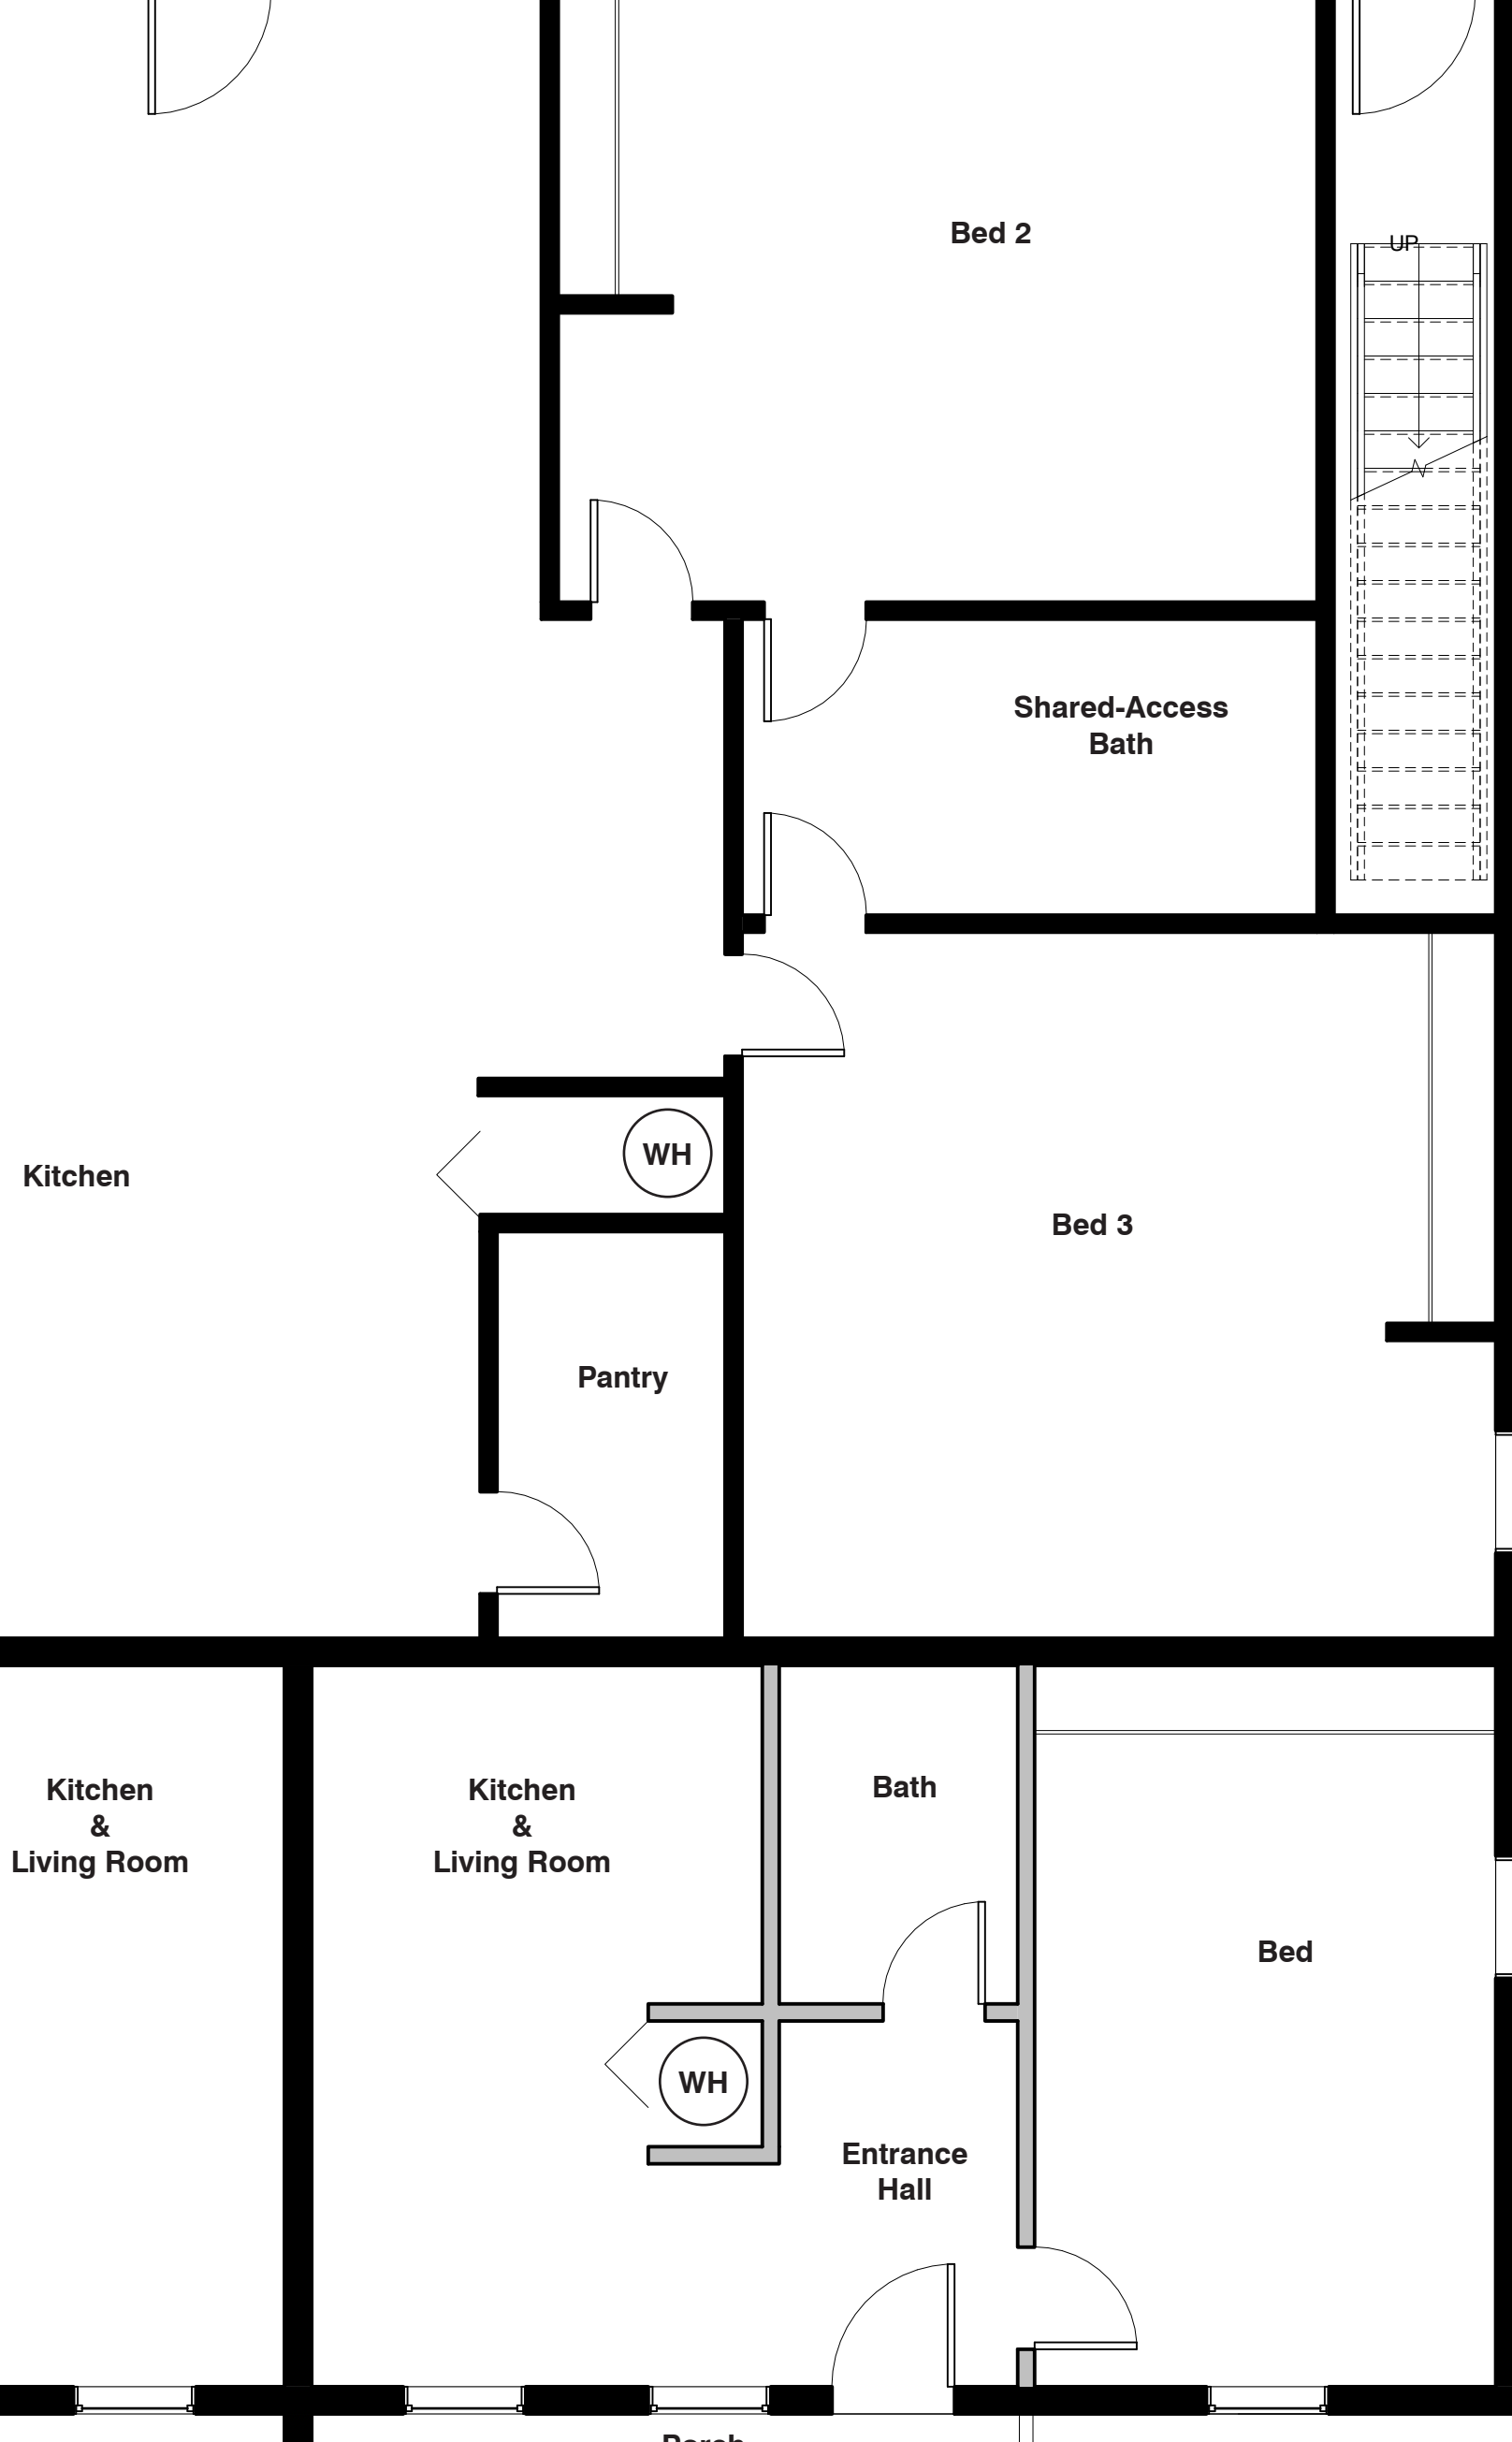 Bed 2
UP
Shared-Access
Bath
WH
Kitchen
Bed 3
Pantry
Kitchen
&
Living Room
Kitchen
&
Living Room
Bath
Bed
WH
Entrance
Hall
Porch